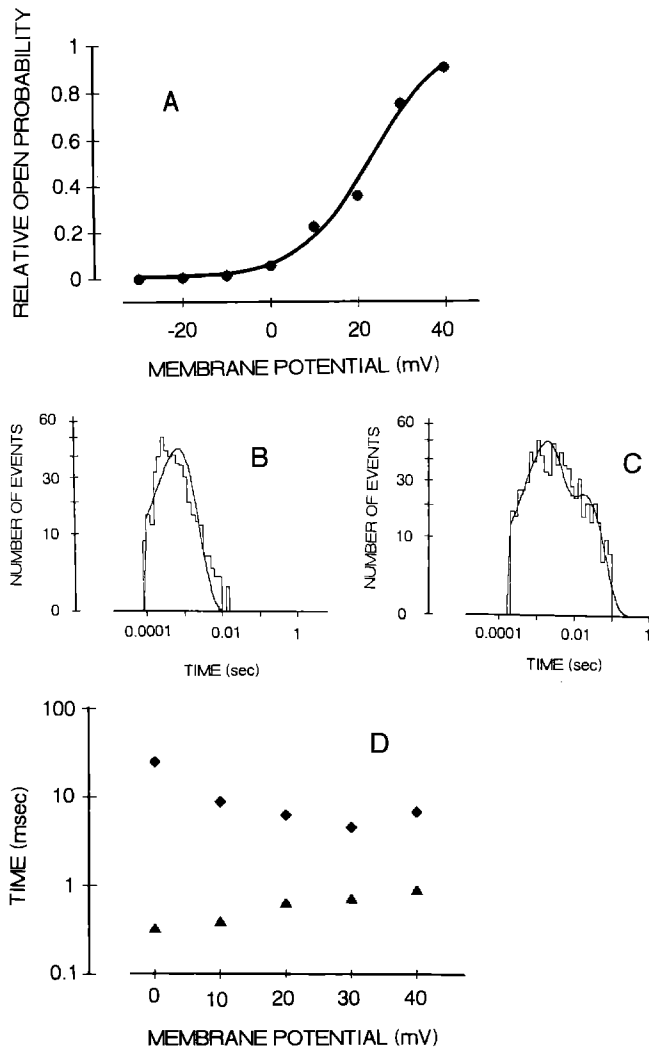 RELATIVE OPEN PROBABILITY
1
0.8
0.6
0.4
0.2
0
A
-20 0 20 40
MEMBRANE POTENTIAL (mV)
NUMBER OF EVENTS
60
30
10
0
B
0.0001 0.01 1
TIME (sec)
NUMBER OF EVENTS
60
30
10
0
C
0.0001 0.01 1
TIME (sec)
TIME (msec)
100
10
1
0.1
D
0 10 20 30 40
MEMBRANE POTENTIAL (mV)